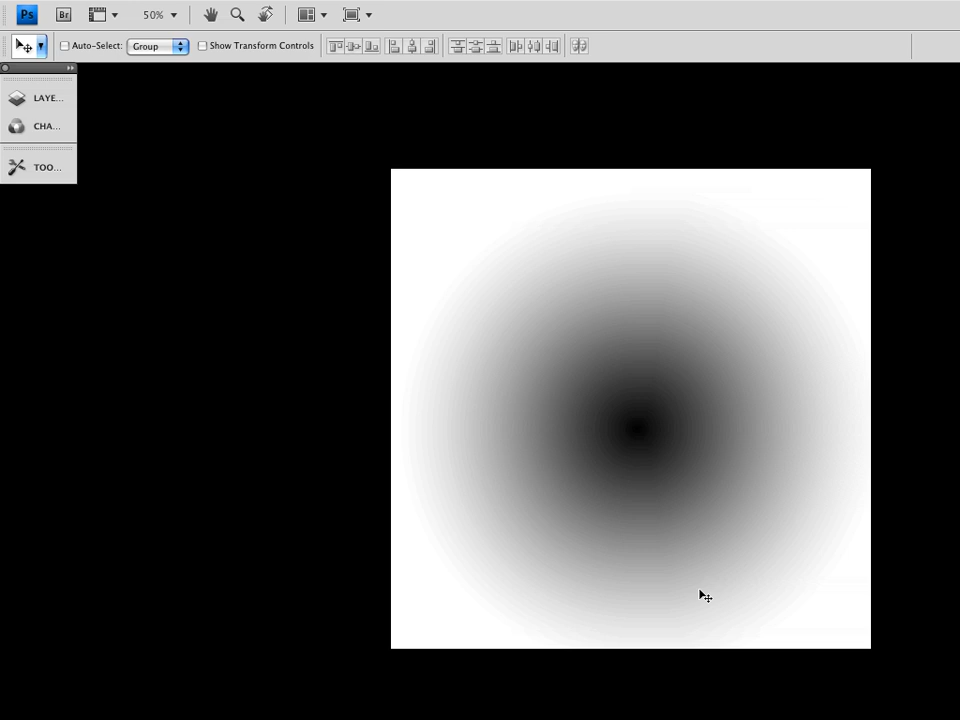 Ps Br 50%
Auto-Select: Group Show Transform Controls
LAYE...
CHA...
TOO...